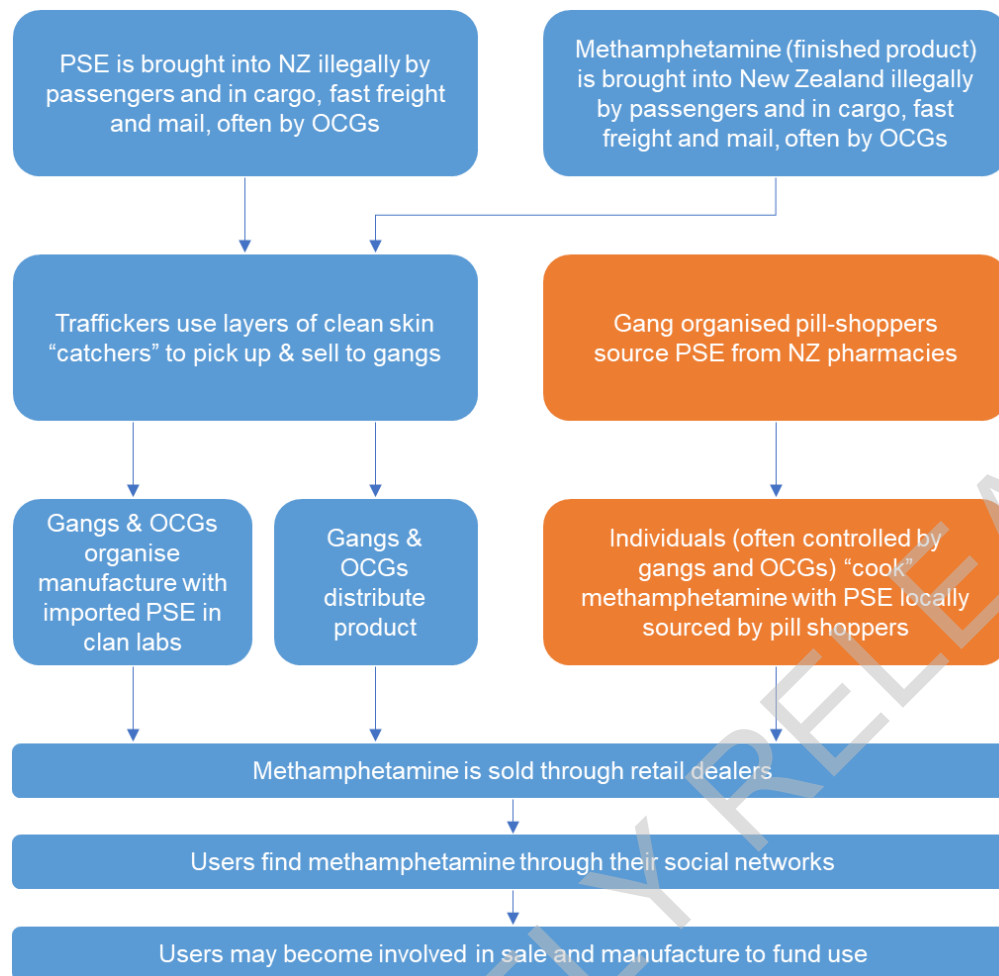 PSE is brought into NZ illegally by
passengers and in cargo, fast freight
and mail, often by OCGs
Methamphetamine (finished product)
is brought into New Zealand illegally
by passengers and in cargo, fast
freight and mail, often by OCGs
Traffickers use layers of clean skin
“catchers” to pick up & sell to gangs
Gang organised pill-shoppers
source PSE from NZ pharmacies
Gangs & OCGs
organise
manufacture with
imported PSE in
clan labs
Gangs &
OCGs
distribute
product
Individuals (often controlled by
gangs and OCGs) “cook”
methamphetamine with PSE locally
sourced by pill shoppers
Methamphetamine is sold through retail dealers
Users find methamphetamine through their social networks
Users may become involved in sale and manufacture to fund use